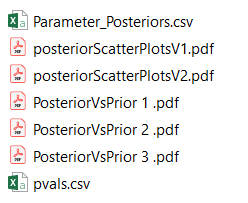 Parameter_Posteriors.csv
posteriorScatterPlotsV1.pdf
posteriorScatterPlotsV2.pdf
PosteriorVsPrior 1 .pdf
PosteriorVsPrior 2 .pdf
PosteriorVsPrior 3 .pdf
pvals.csv